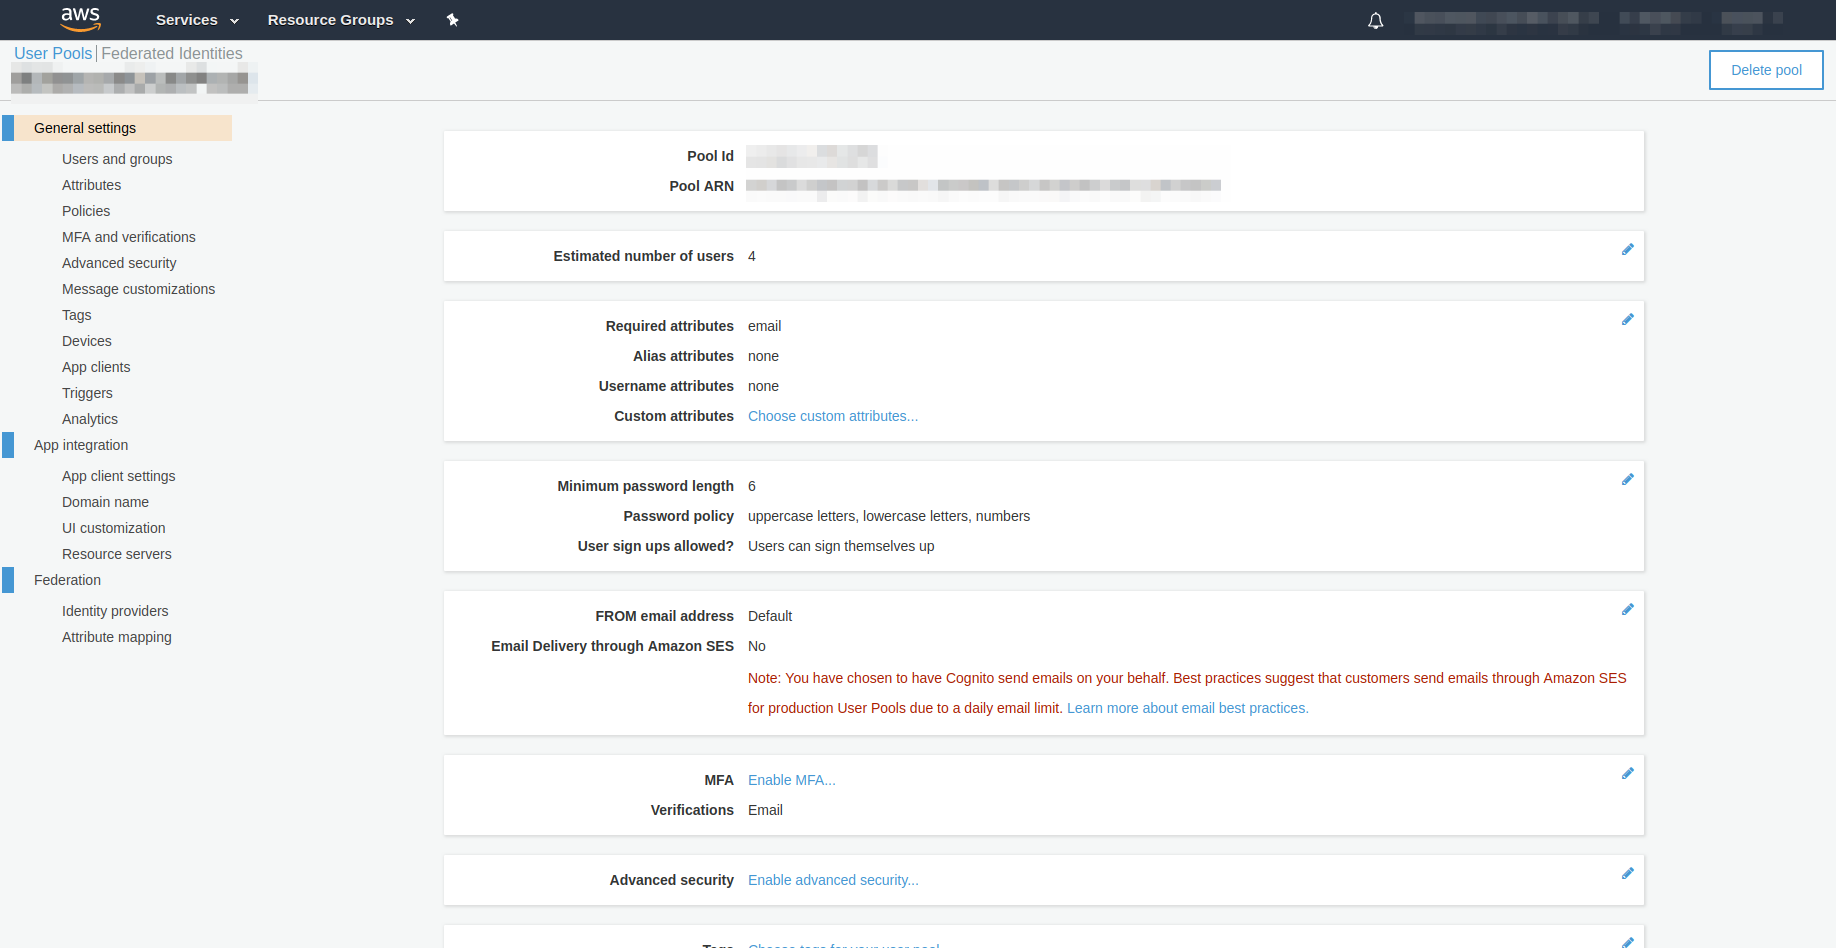 aws Services Resource Groups
User Pools | Federated Identities
Delete pool
General settings
Users and groups
Attributes
Policies
MFA and verifications
Advanced security
Message customizations
Tags
Devices
App clients
Triggers
Analytics
App integration
App client settings
Domain name
UI customization
Resource servers
Federation
Identity providers
Attribute mapping
Pool Id
Pool ARN
Estimated number of users 4
Required attributes email
Alias attributes none
Username attributes none
Custom attributes Choose custom attributes...
Minimum password length 6
Password policy uppercase letters, lowercase letters, numbers
User sign ups allowed? Users can sign themselves up
FROM email address Default
Email Delivery through Amazon SES No
Note: You have chosen to have Cognito send emails on your behalf. Best practices suggest that customers send emails through Amazon SES
for production User Pools due to a daily email limit. Learn more about email best practices.
MFA Enable MFA...
Verifications Email
Advanced security Enable advanced security...
Tags Choose tags for your user pool